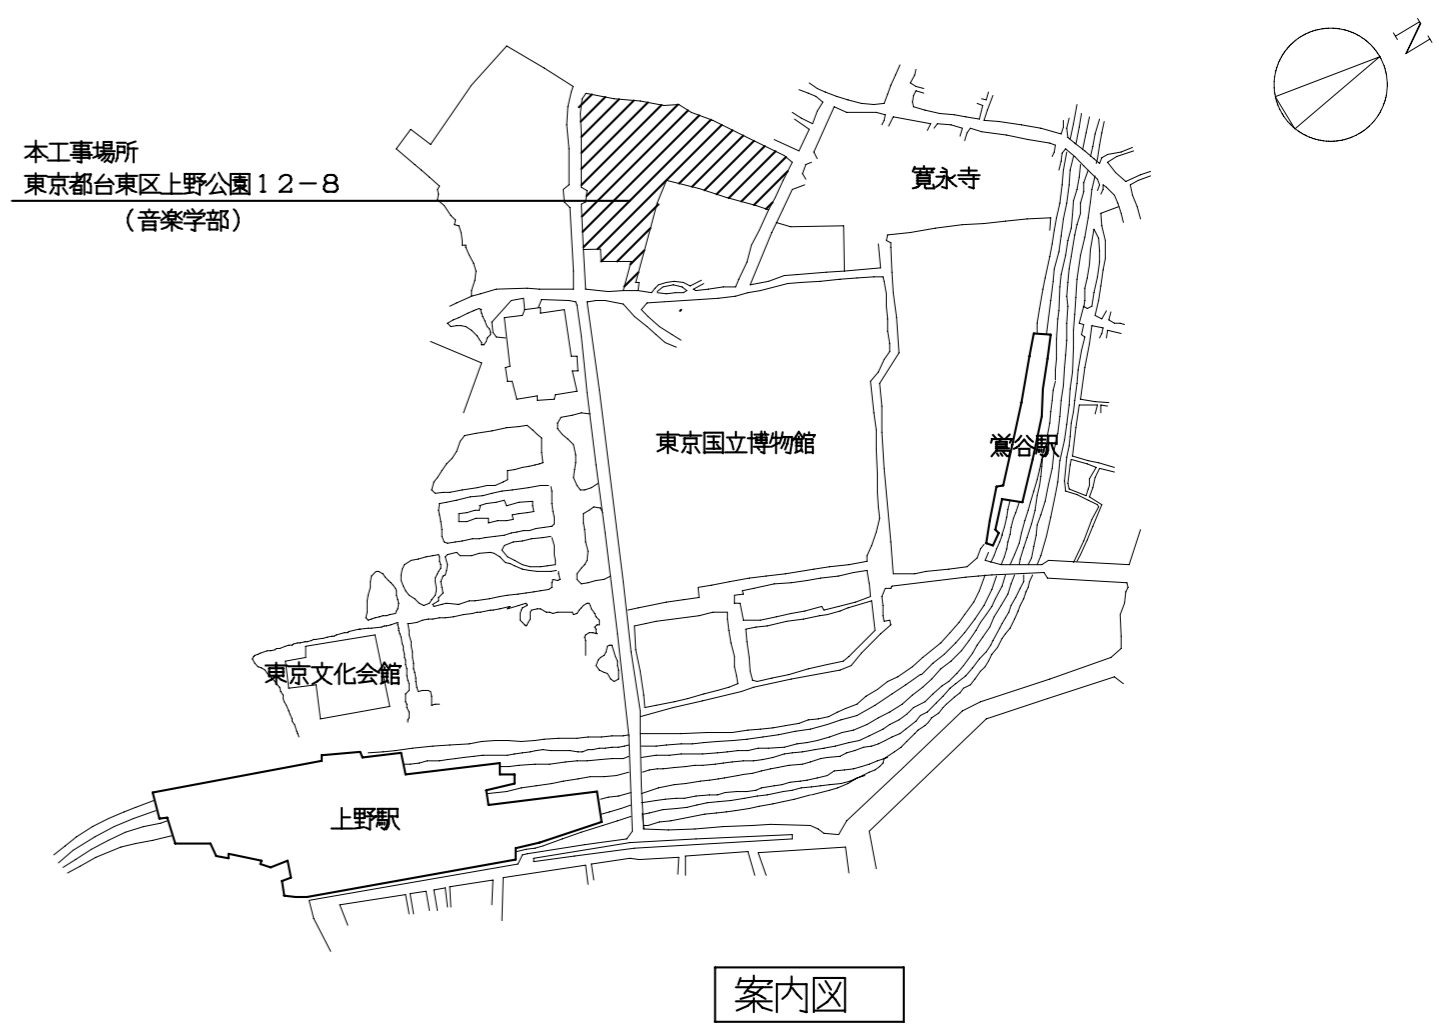 N
本工事場所
東京都台東区上野公園１２－８
（音楽学部）
寛永寺
東京国立博物館
鶯谷駅
東京文化会館
上野駅
案内図